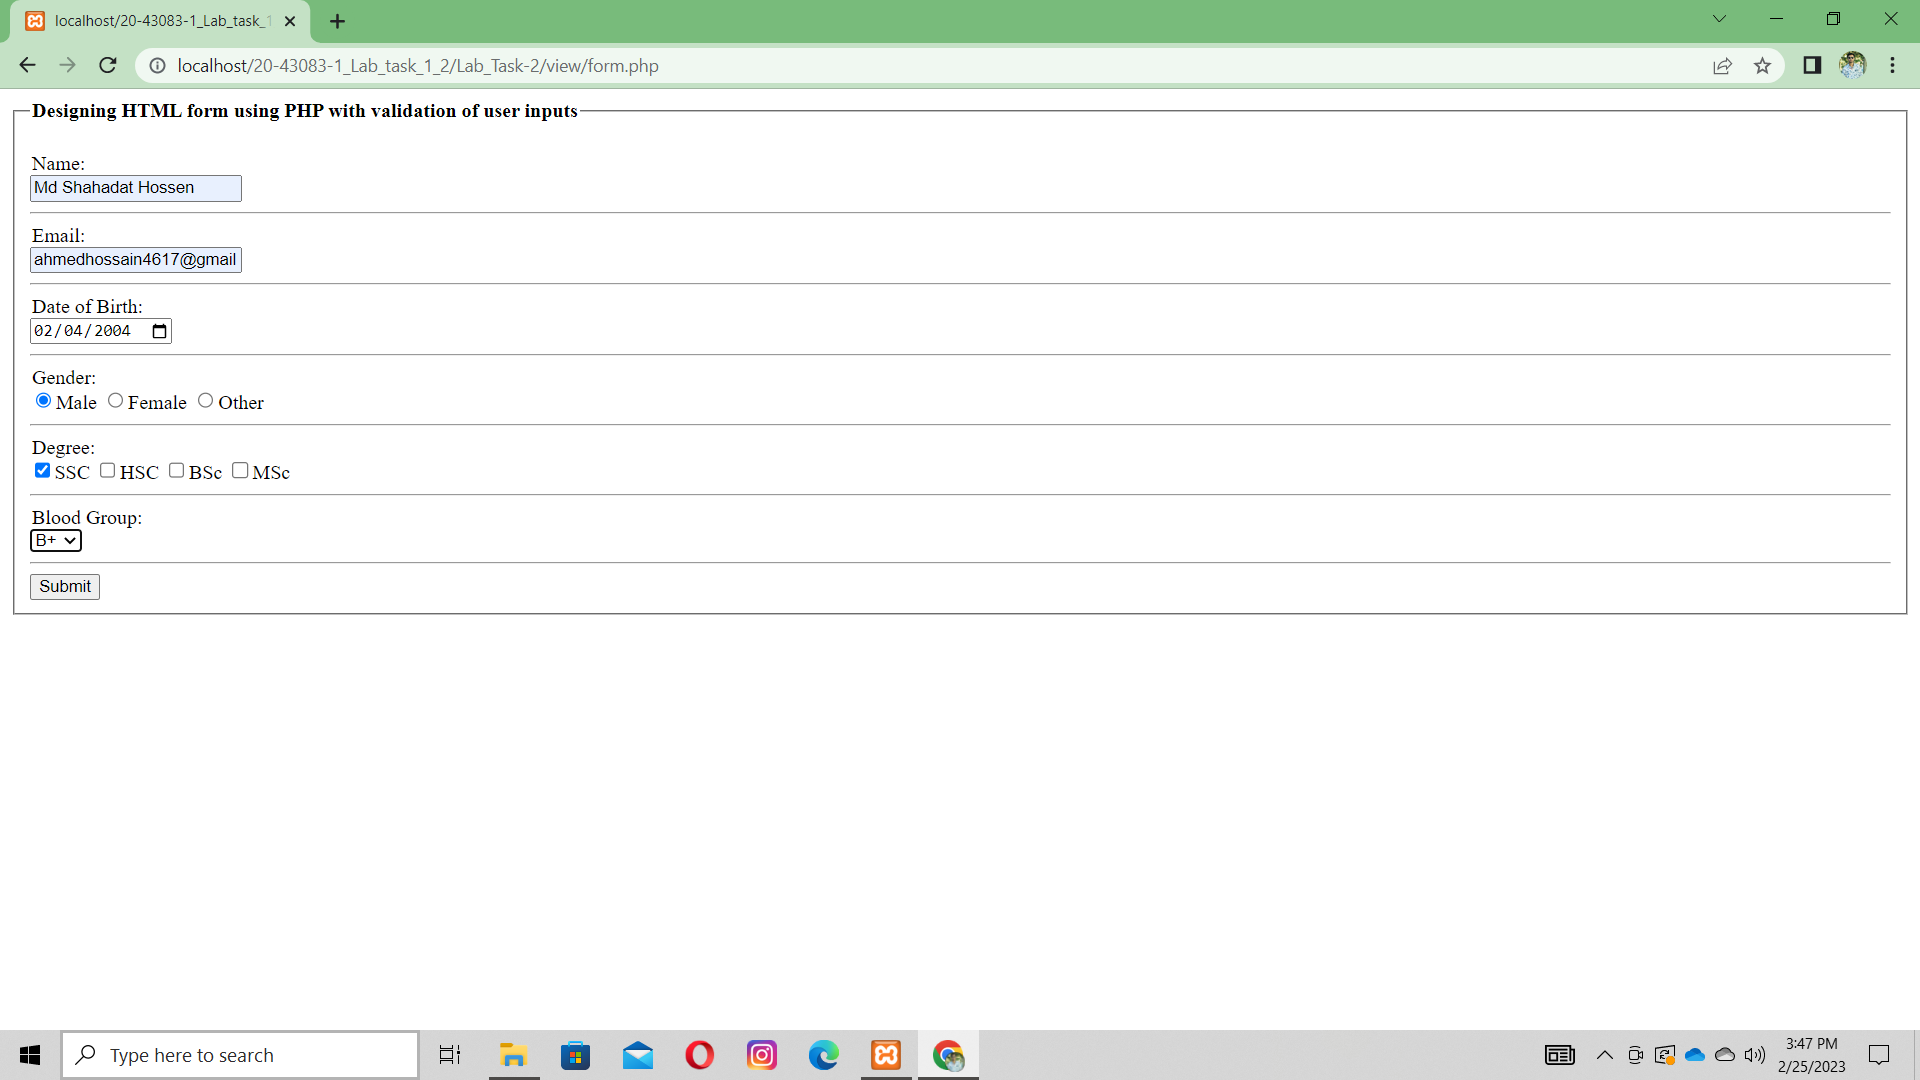 localhost/20-43083-1_Lab_task_1
localhost/20-43083-1_Lab_task_1_2/Lab_Task-2/view/form.php
Designing HTML form using PHP with validation of user inputs
Name:
Md Shahadat Hossen
Email:
ahmedhossain4617@gmail
Date of Birth:
02/04/2004
Gender:
Male Female Other
Degree:
SSC HSC BSc MSc
Blood Group:
B+
Submit
Type here to search
3:47 PM
2/25/2023